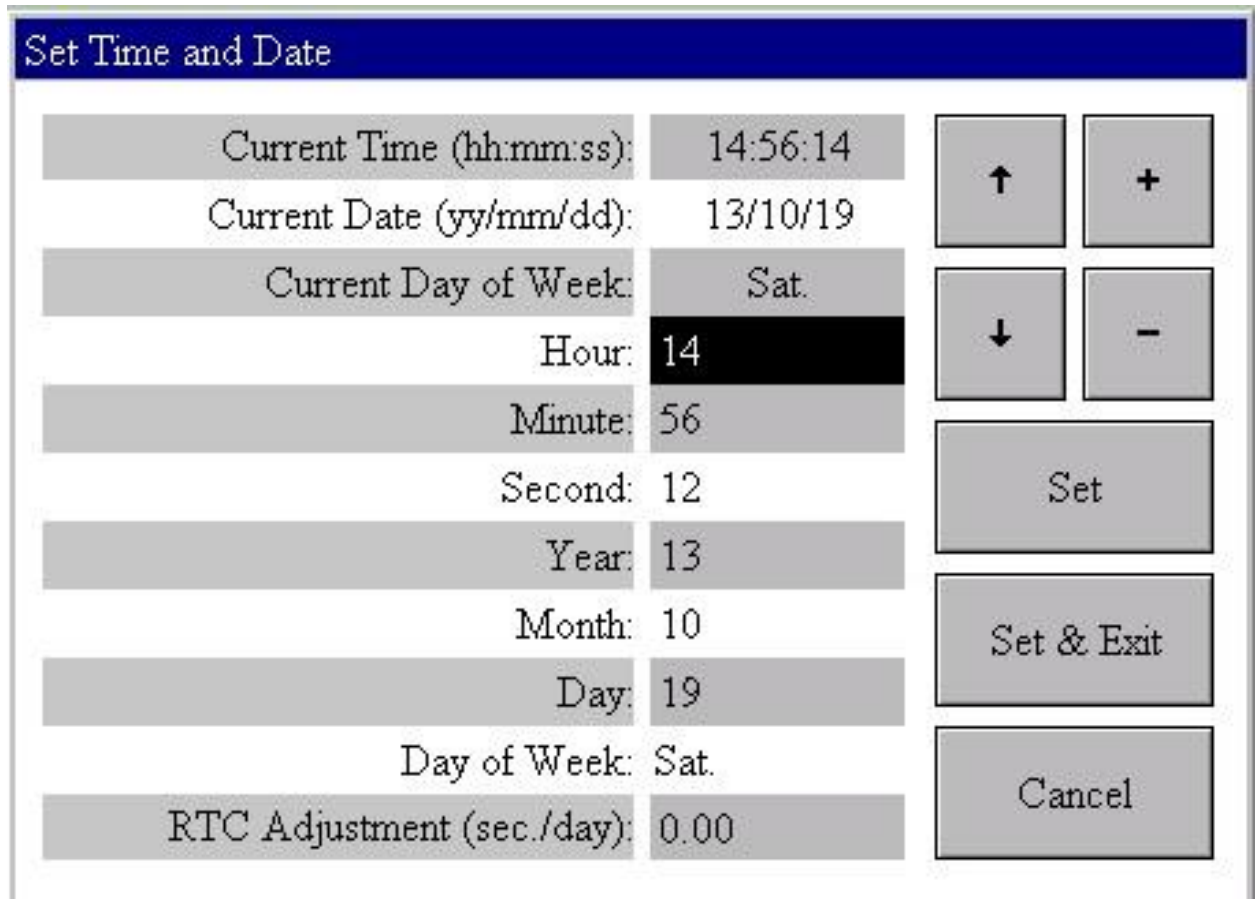 Set Time and Date
Current Time (hh:mm:ss): 14:56:14
Current Date (yy/mm/dd): 13/10/19
Current Day of Week: Sat.
Hour: 14
Minute: 56
Second: 12
Year: 13
Month: 10
Day: 19
Day of Week: Sat.
RTC Adjustment (sec./day): 0.00
↑ +
↓ −
Set
Set & Exit
Cancel